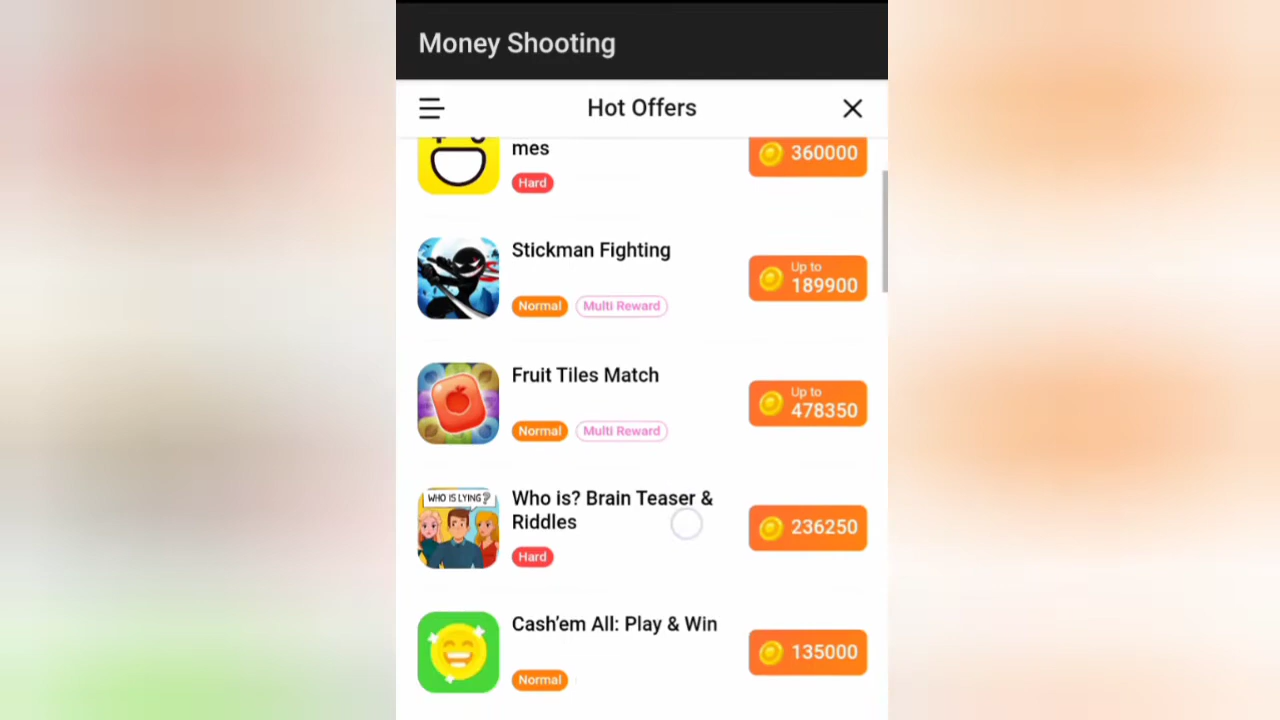 Money Shooting
Hot Offers
mes
360000
Hard
Stickman Fighting
Up to
189900
Normal
Multi Reward
Fruit Tiles Match
Up to
478350
Normal
Multi Reward
WHO IS LYING?
Who is? Brain Teaser &
Riddles
236250
Hard
Cash'em All: Play & Win
135000
Normal